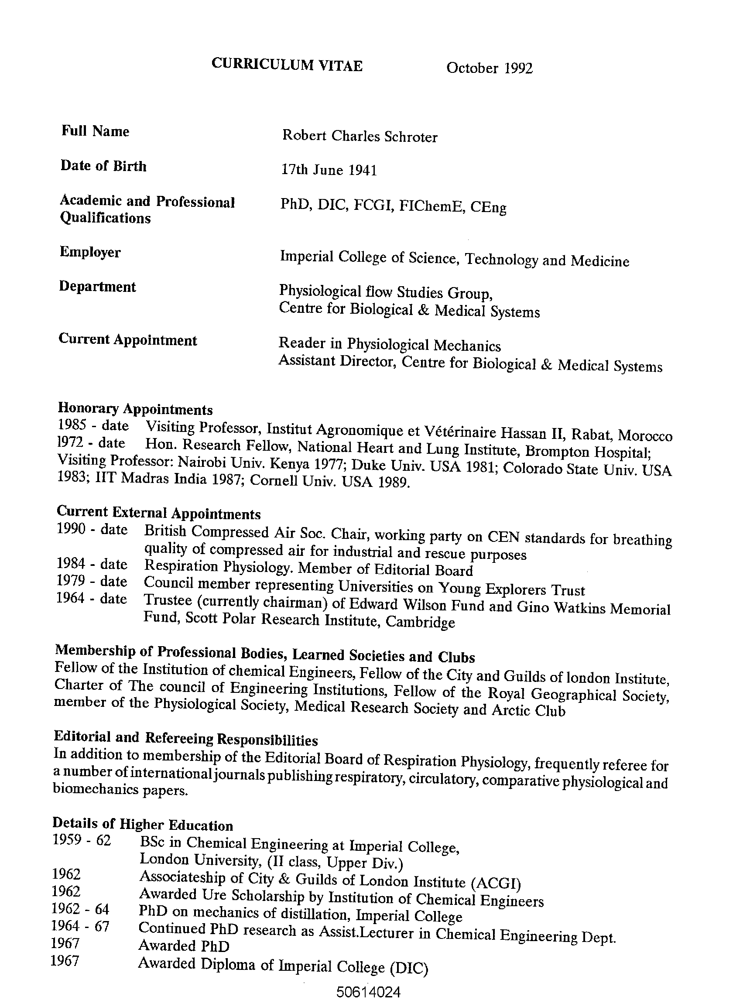 CURRICULUM VITAE October 1992
Full Name Robert Charles Schroter
Date of Birth 17th June 1941
Academic and Professional PhD, DIC, FCGI, FIChemE, CEng
Qualifications
Employer Imperial College of Science, Technology and Medicine
Department Physiological flow Studies Group,
Centre for Biological & Medical Systems
Current Appointment Reader in Physiological Mechanics
Assistant Director, Centre for Biological & Medical Systems
Honorary Appointments
1985 - date Visiting Professor, Institut Agronomique et Vétérinaire Hassan II, Rabat, Morocco
1972 - date Hon. Research Fellow, National Heart and Lung Institute, Brompton Hospital;
Visiting Professor: Nairobi Univ. Kenya 1977; Duke Univ. USA 1981; Colorado State Univ. USA
1983; IIT Madras India 1987; Cornell Univ. USA 1989.
Current External Appointments
1990 - date British Compressed Air Soc. Chair, working party on CEN standards for breathing
quality of compressed air for industrial and rescue purposes
1984 - date Respiration Physiology. Member of Editorial Board
1979 - date Council member representing Universities on Young Explorers Trust
1964 - date Trustee (currently chairman) of Edward Wilson Fund and Gino Watkins Memorial
Fund, Scott Polar Research Institute, Cambridge
Membership of Professional Bodies, Learned Societies and Clubs
Fellow of the Institution of chemical Engineers, Fellow of the City and Guilds of london Institute,
Charter of The council of Engineering Institutions, Fellow of the Royal Geographical Society,
member of the Physiological Society, Medical Research Society and Arctic Club
Editorial and Refereeing Responsibilities
In addition to membership of the Editorial Board of Respiration Physiology, frequently referee for
a number of international journals publishing respiratory, circulatory, comparative physiological and
biomechanics papers.
Details of Higher Education
1959 - 62 BSc in Chemical Engineering at Imperial College,
London University, (II class, Upper Div.)
1962 Associateship of City & Guilds of London Institute (ACGI)
1962 Awarded Ure Scholarship by Institution of Chemical Engineers
1962 - 64 PhD on mechanics of distillation, Imperial College
1964 - 67 Continued PhD research as Assist.Lecturer in Chemical Engineering Dept.
1967 Awarded PhD
1967 Awarded Diploma of Imperial College (DIC)
50614024